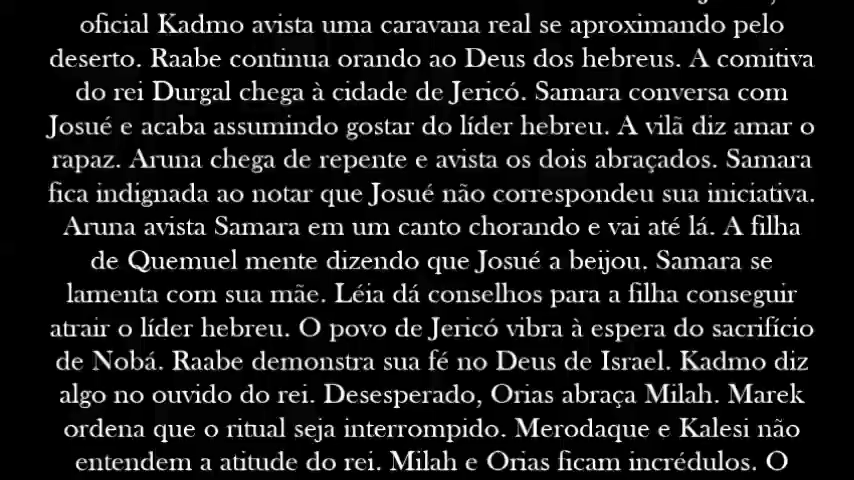 oficial Kadmo avista uma caravana real se aproximando pelo
deserto. Raabe continua orando ao Deus dos hebreus. A comitiva
do rei Durgal chega à cidade de Jericó. Samara conversa com
Josué e acaba assumindo gostar do líder hebreu. A vilã diz amar o
rapaz. Aruna chega de repente e avista os dois abraçados. Samara
fica indignada ao notar que Josué não correspondeu sua iniciativa.
Aruna avista Samara em um canto chorando e vai até lá. A filha
de Quemuel mente dizendo que Josué a beijou. Samara se
lamenta com sua mãe. Léia dá conselhos para a filha conseguir
atrair o líder hebreu. O povo de Jericó vibra à espera do sacrifício
de Nobá. Raabe demonstra sua fé no Deus de Israel. Kadmo diz
algo no ouvido do rei. Desesperado, Orias abraça Milah. Marek
ordena que o ritual seja interrompido. Merodaque e Kalesi não
entendem a atitude do rei. Milah e Orias ficam incrédulos. O